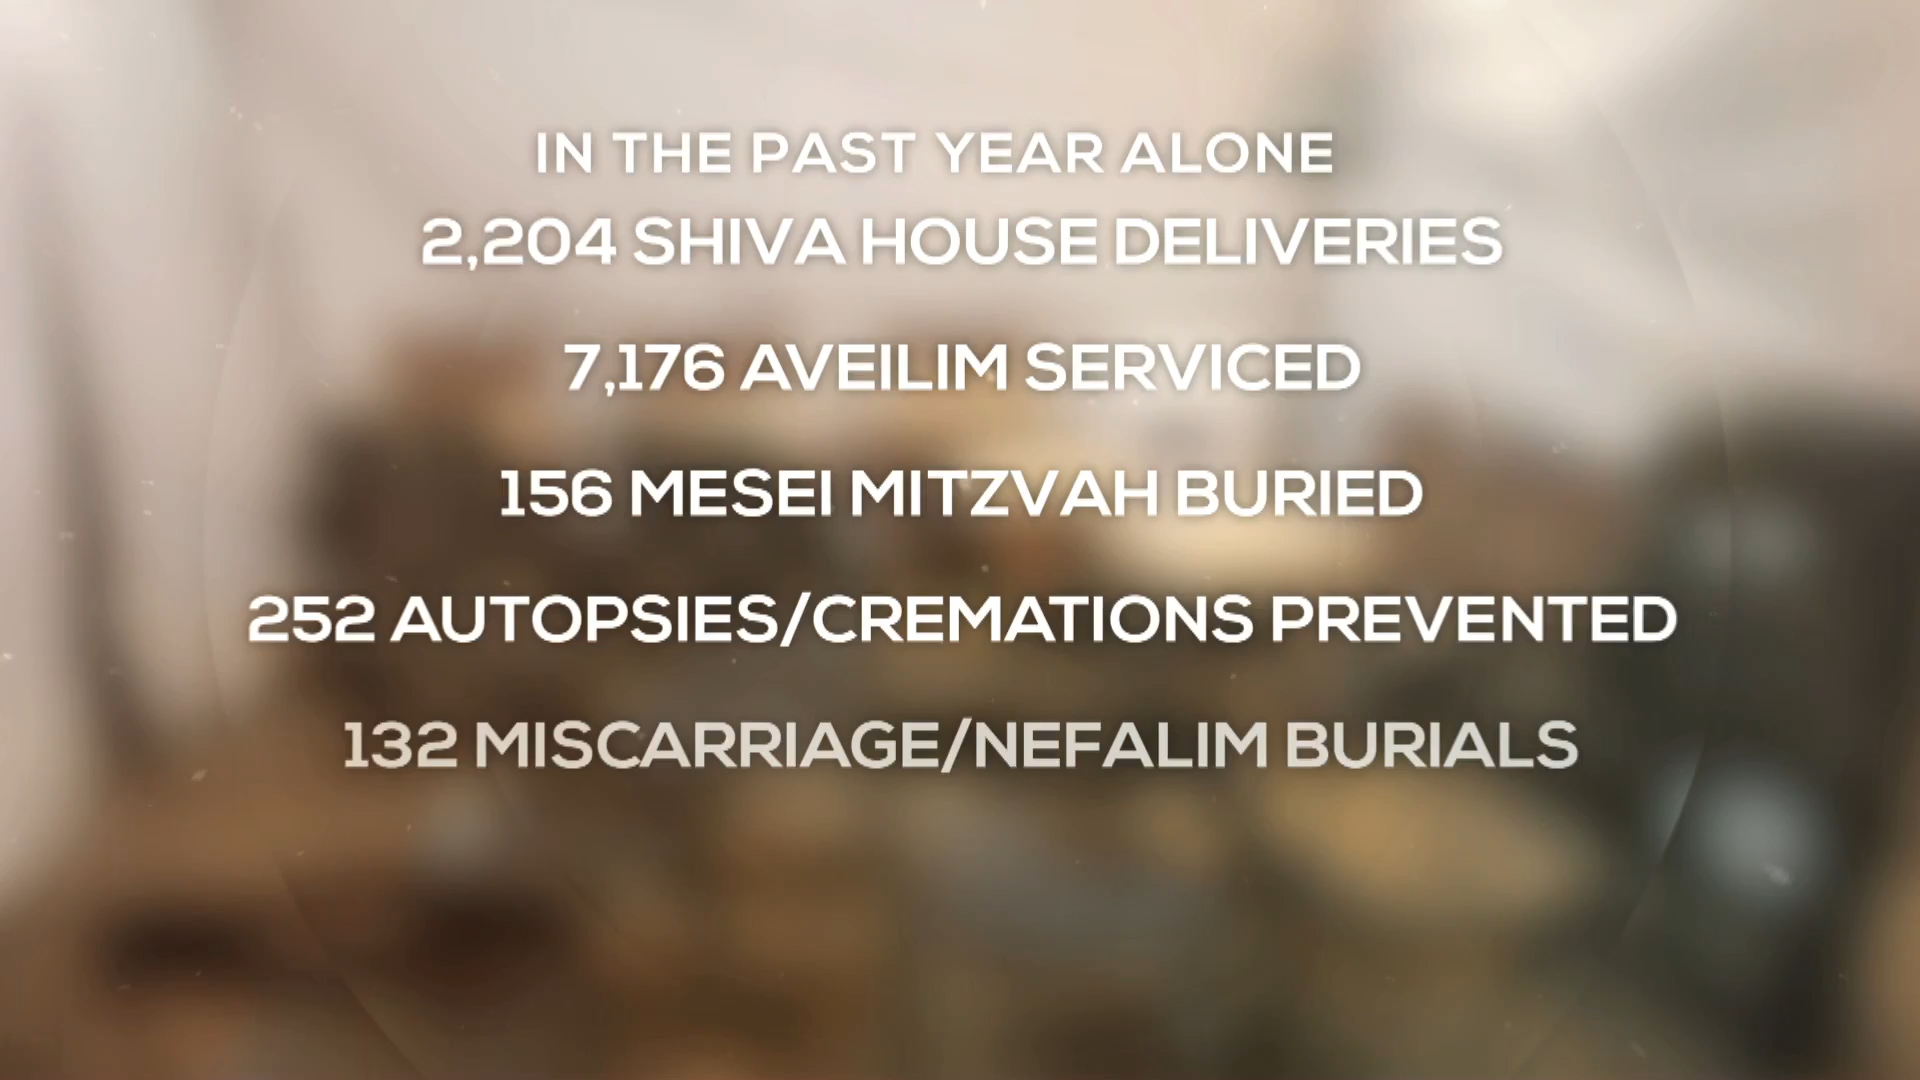 IN THE PAST YEAR ALONE
2,204 SHIVA HOUSE DELIVERIES
7,176 AVEILIM SERVICED
156 MESEI MITZVAH BURIED
252 AUTOPSIES/CREMATIONS PREVENTED
132 MISCARRIAGE/NEFALIM BURIALS